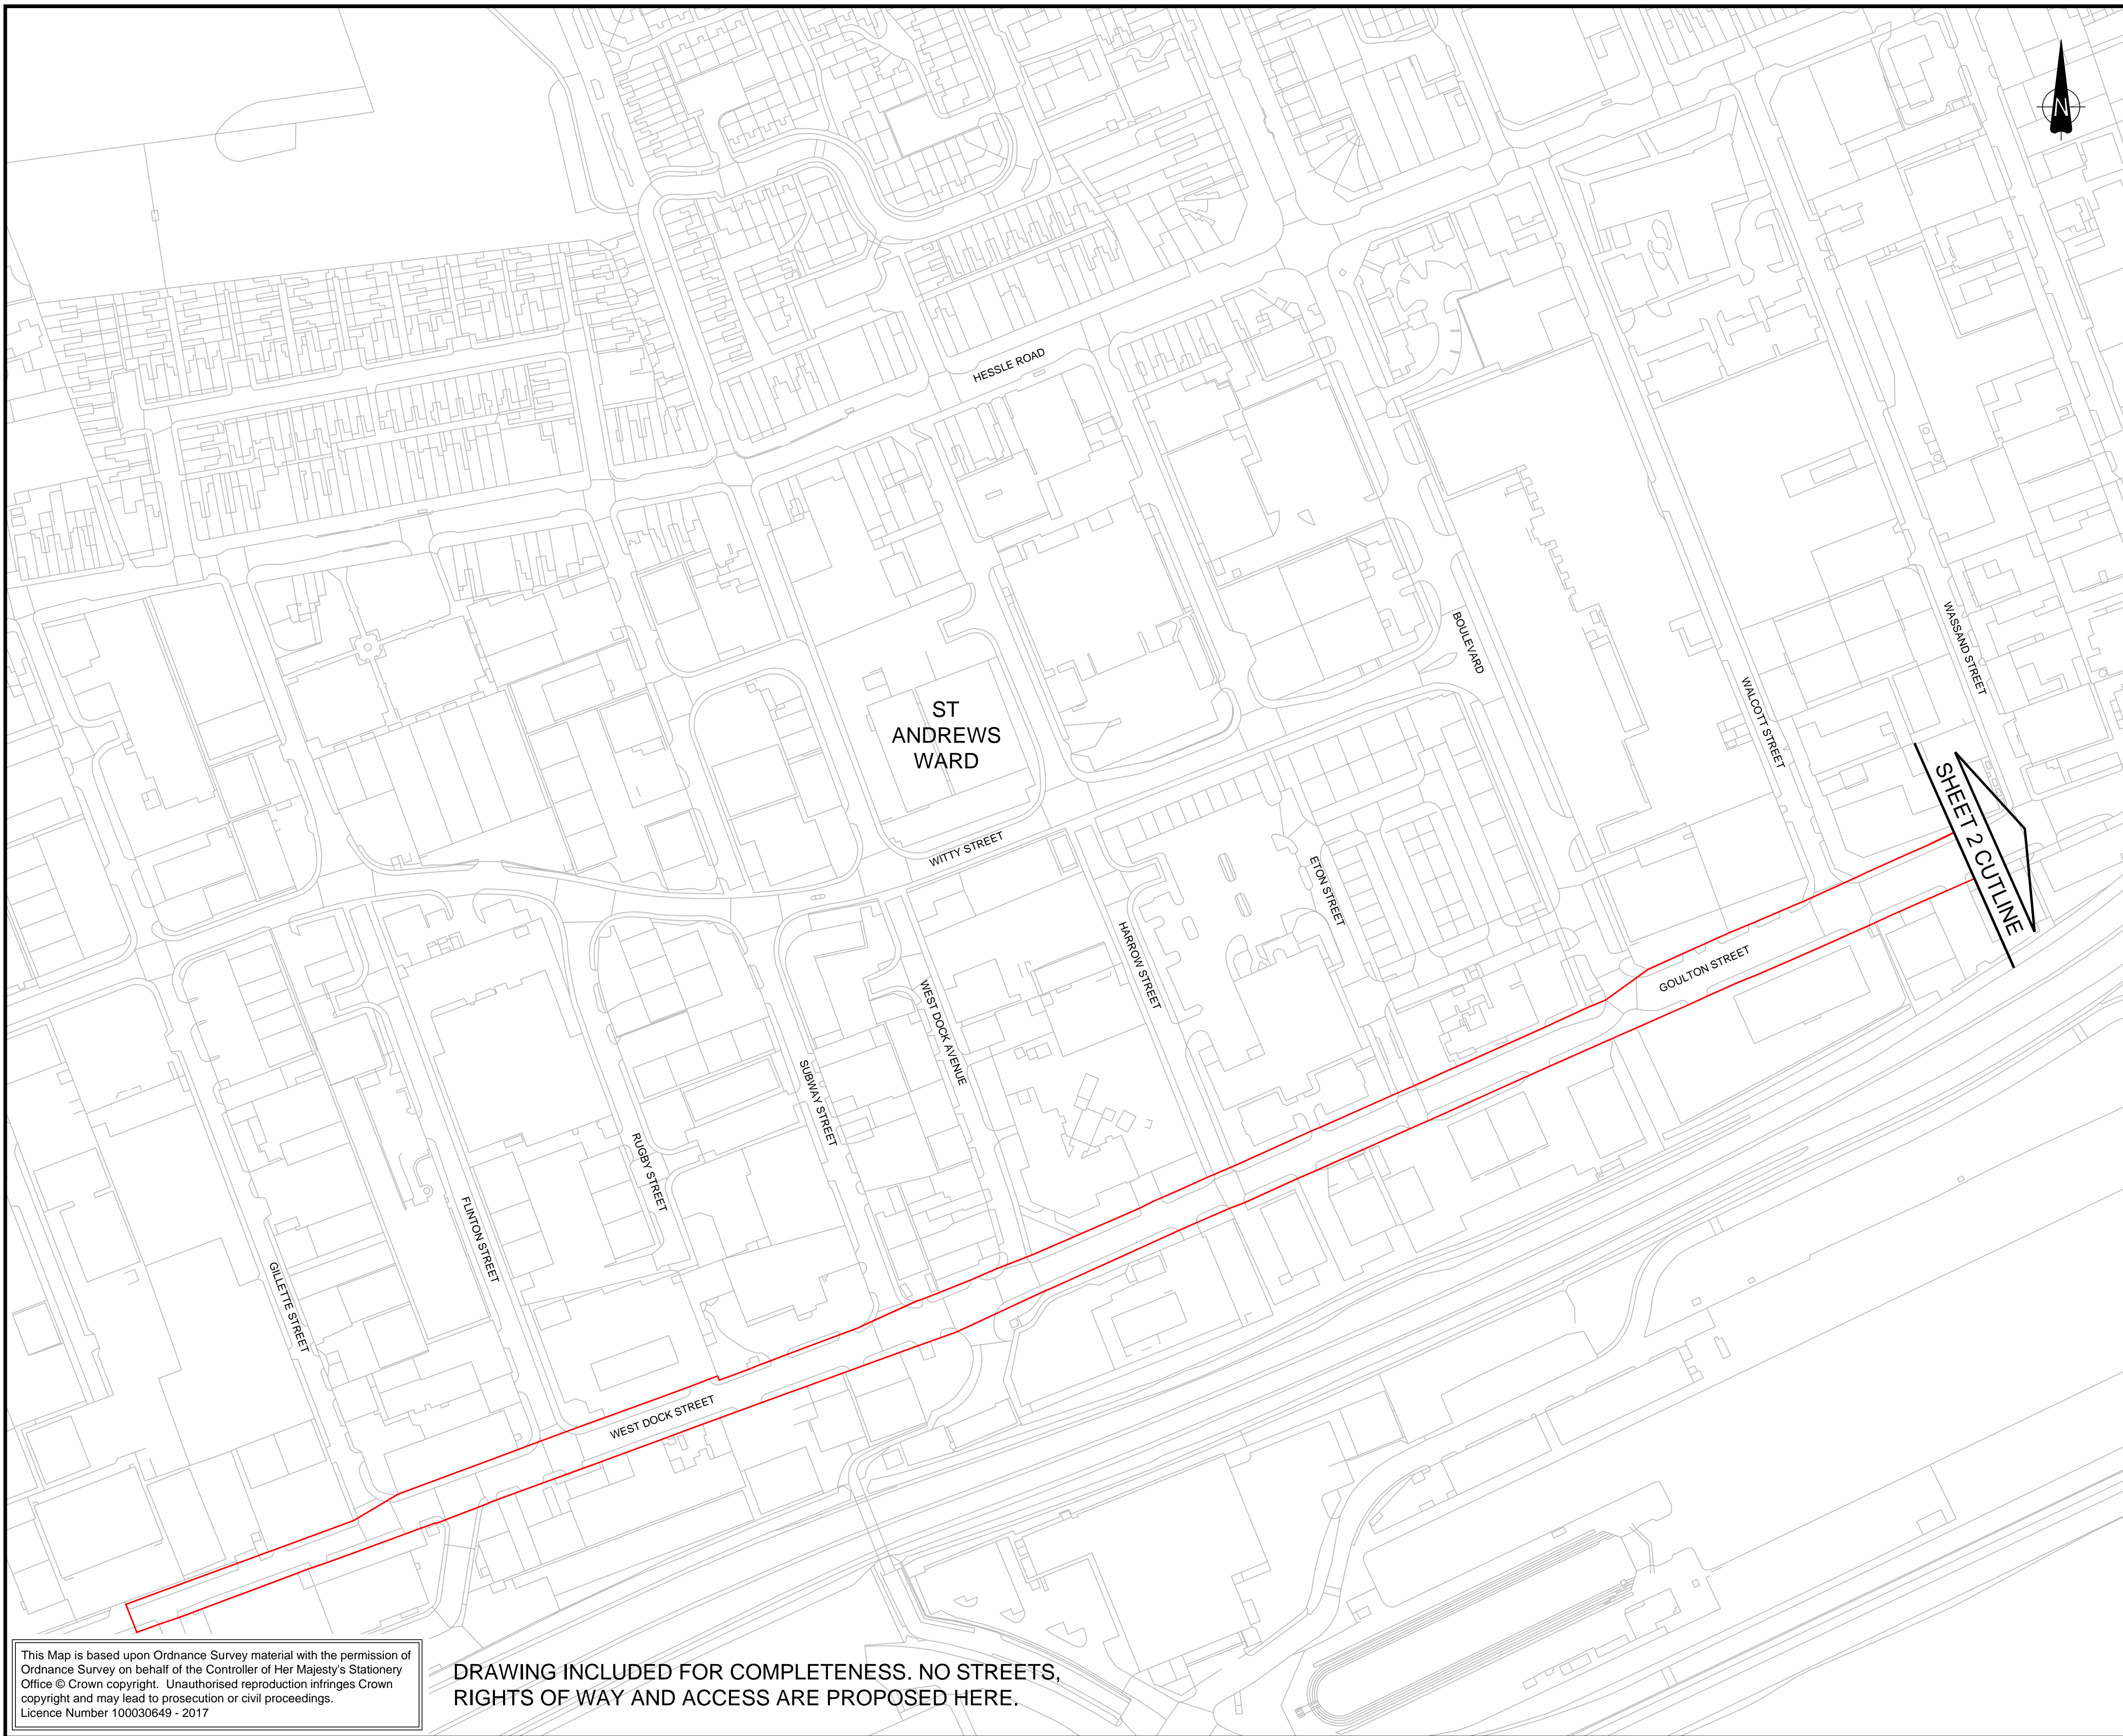 N
HESSLE ROAD
BOULEVARD
WASSAND STREET
WALCOTT STREET
ST
ANDREWS
WARD
SHEET 2 CUTLINE
WITTY STREET
ETON STREET
HARROW STREET
GOULTON STREET
WEST DOCK AVENUE
SUBWAY STREET
RUGBY STREET
FLINTON STREET
GILLETTE STREET
WEST DOCK STREET
This Map is based upon Ordnance Survey material with the permission of
Ordnance Survey on behalf of the Controller of Her Majesty's Stationery
Office © Crown copyright. Unauthorised reproduction infringes Crown
copyright and may lead to prosecution or civil proceedings.
Licence Number 100030649 - 2017
DRAWING INCLUDED FOR COMPLETENESS. NO STREETS,
RIGHTS OF WAY AND ACCESS ARE PROPOSED HERE.